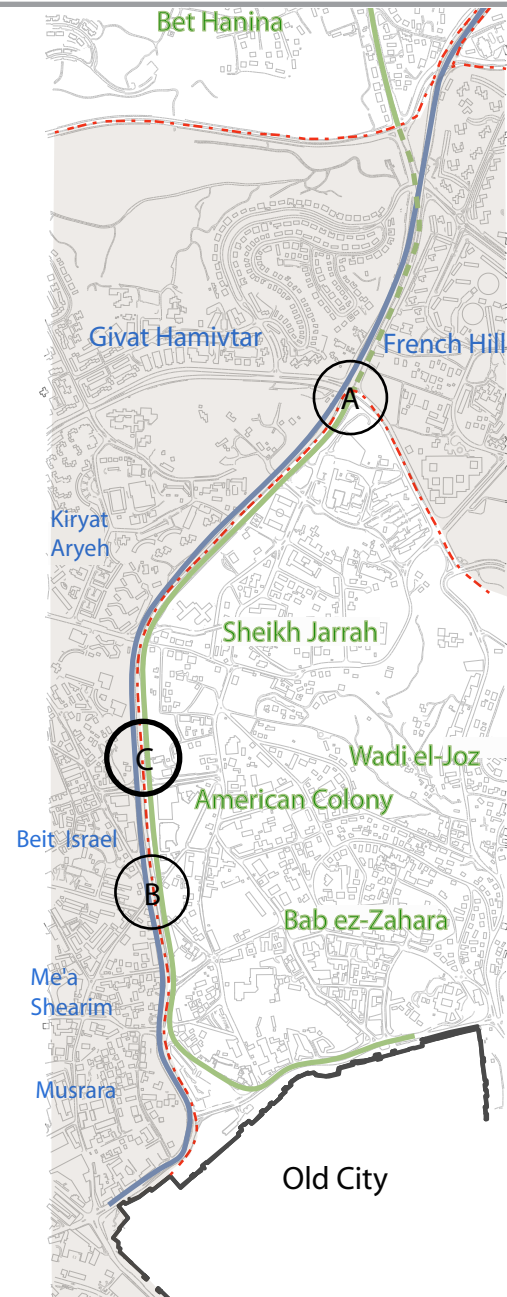 Bet Hanina
Givat Hamivtar
French Hill
A
Kiryat
Aryeh
Sheikh Jarrah
C
Wadi el-Joz
American Colony
Beit Israel
B
Bab ez-Zahara
Me'a
Shearim
Musrara
Old City